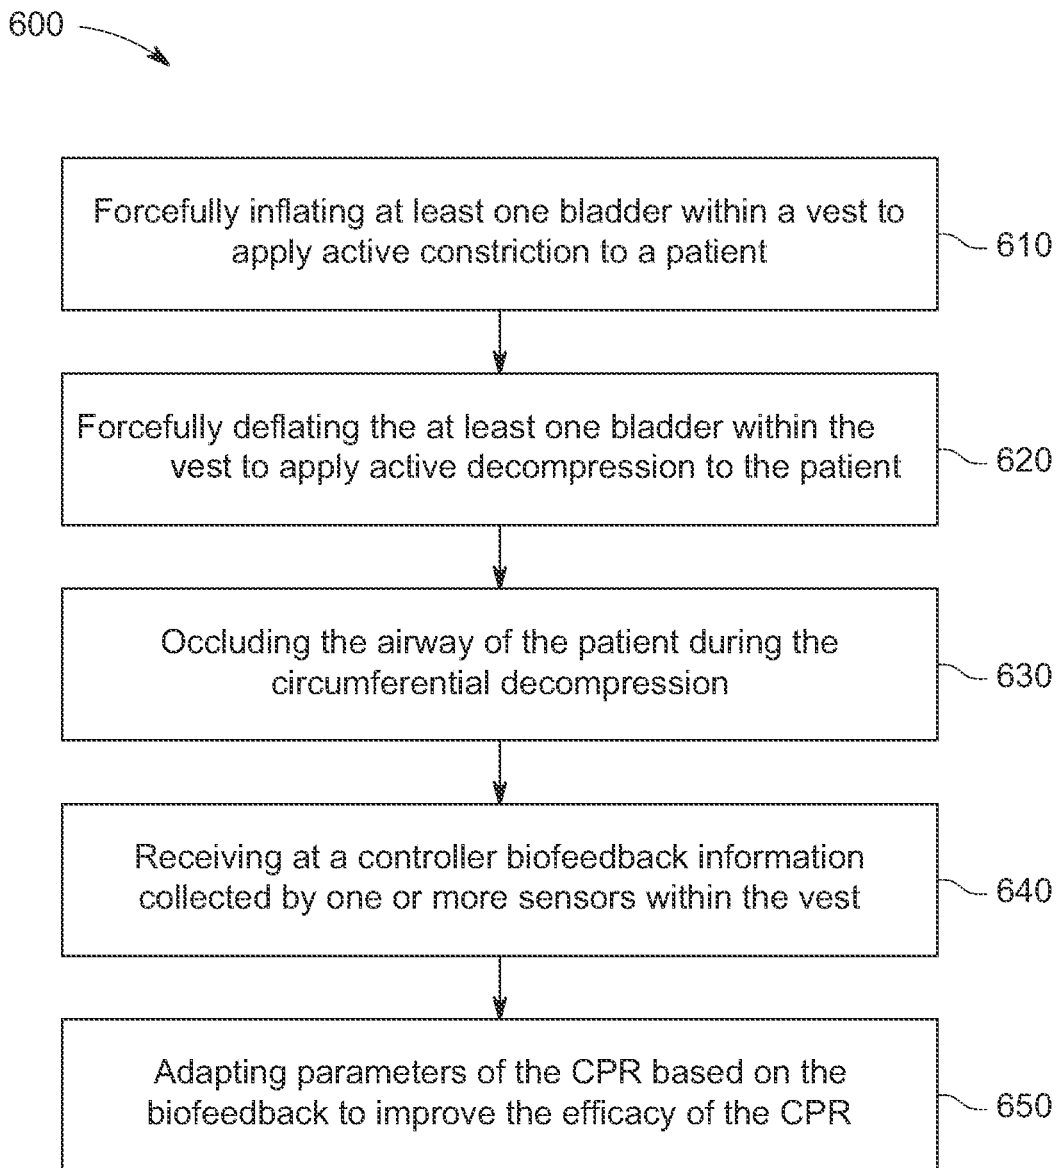 600
Forcefully inflating at least one bladder within a vest to
apply active constriction to a patient
610
Forcefully deflating the at least one bladder within the
vest to apply active decompression to the patient
620
Occluding the airway of the patient during the
circumferential decompression
630
Receiving at a controller biofeedback information
collected by one or more sensors within the vest
640
Adapting parameters of the CPR based on the
biofeedback to improve the efficacy of the CPR
650